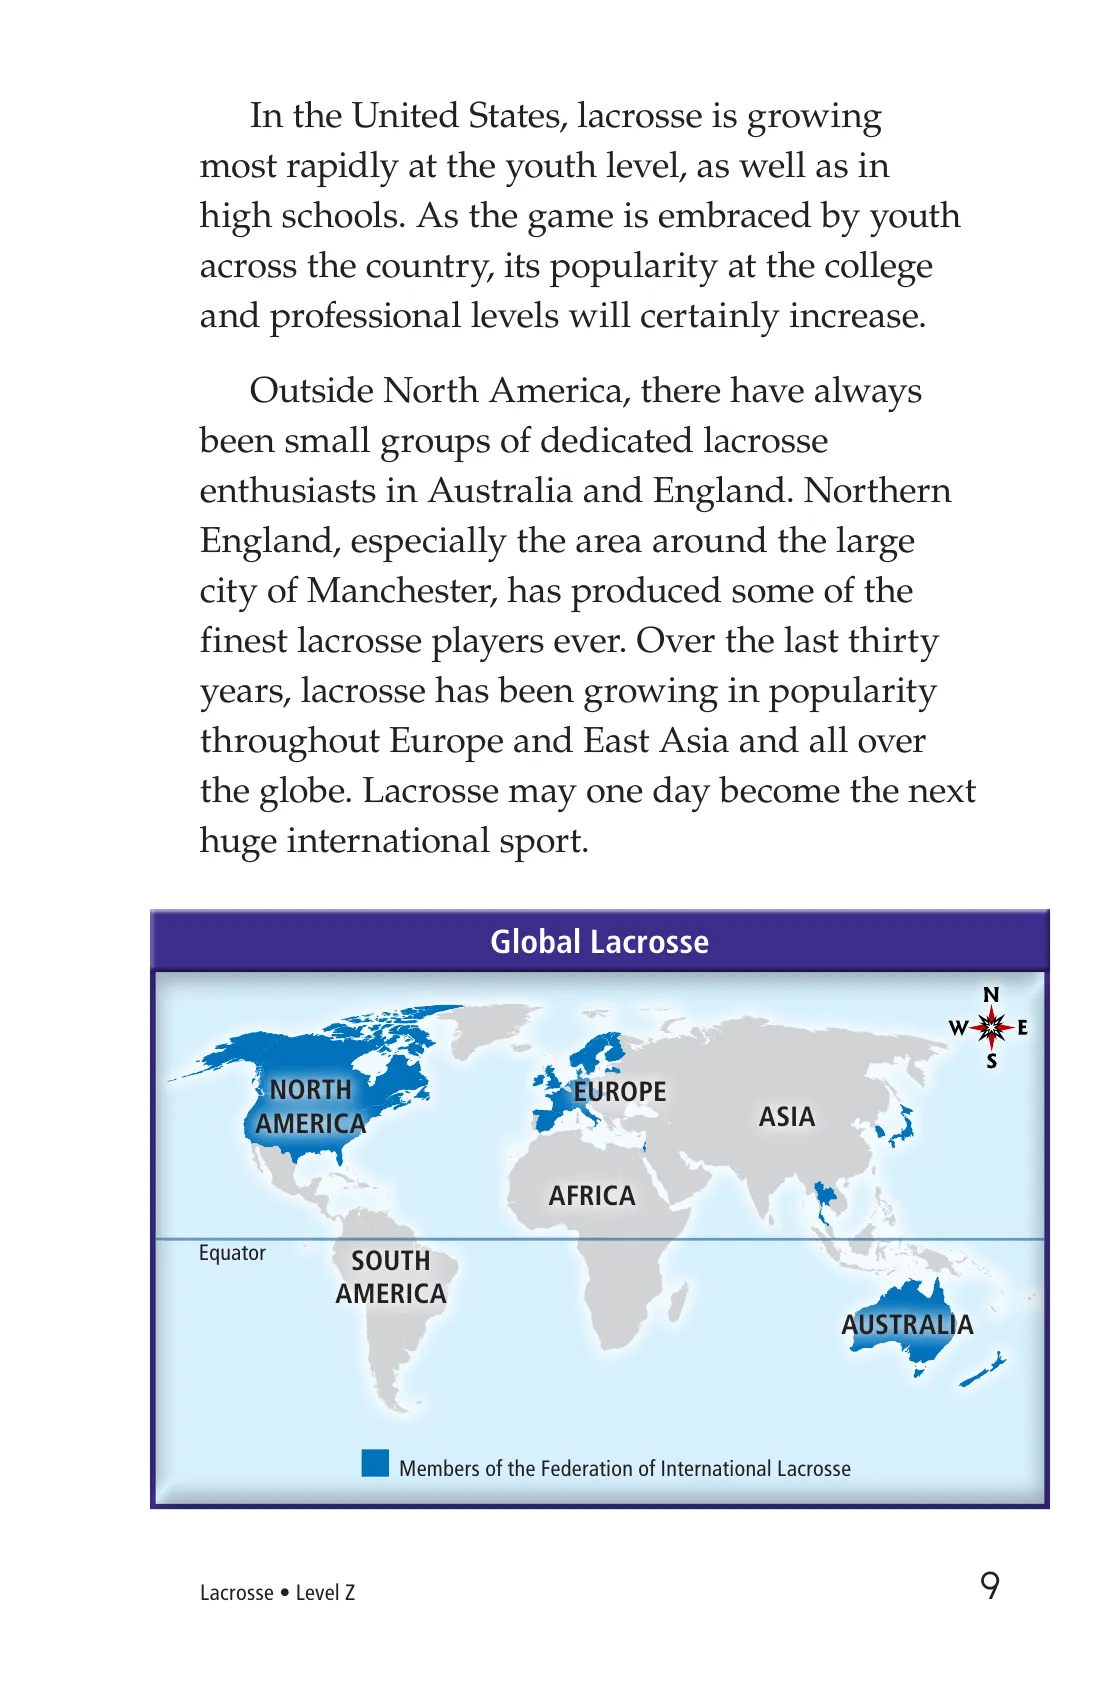 In the United States, lacrosse is growing
most rapidly at the youth level, as well as in
high schools. As the game is embraced by youth
across the country, its popularity at the college
and professional levels will certainly increase.
Outside North America, there have always
been small groups of dedicated lacrosse
enthusiasts in Australia and England. Northern
England, especially the area around the large
city of Manchester, has produced some of the
finest lacrosse players ever. Over the last thirty
years, lacrosse has been growing in popularity
throughout Europe and East Asia and all over
the globe. Lacrosse may one day become the next
huge international sport.
Global Lacrosse
N
W E
S
NORTH
AMERICA
EUROPE
ASIA
AFRICA
Equator
SOUTH
AMERICA
AUSTRALIA
Members of the Federation of International Lacrosse
Lacrosse • Level Z
9